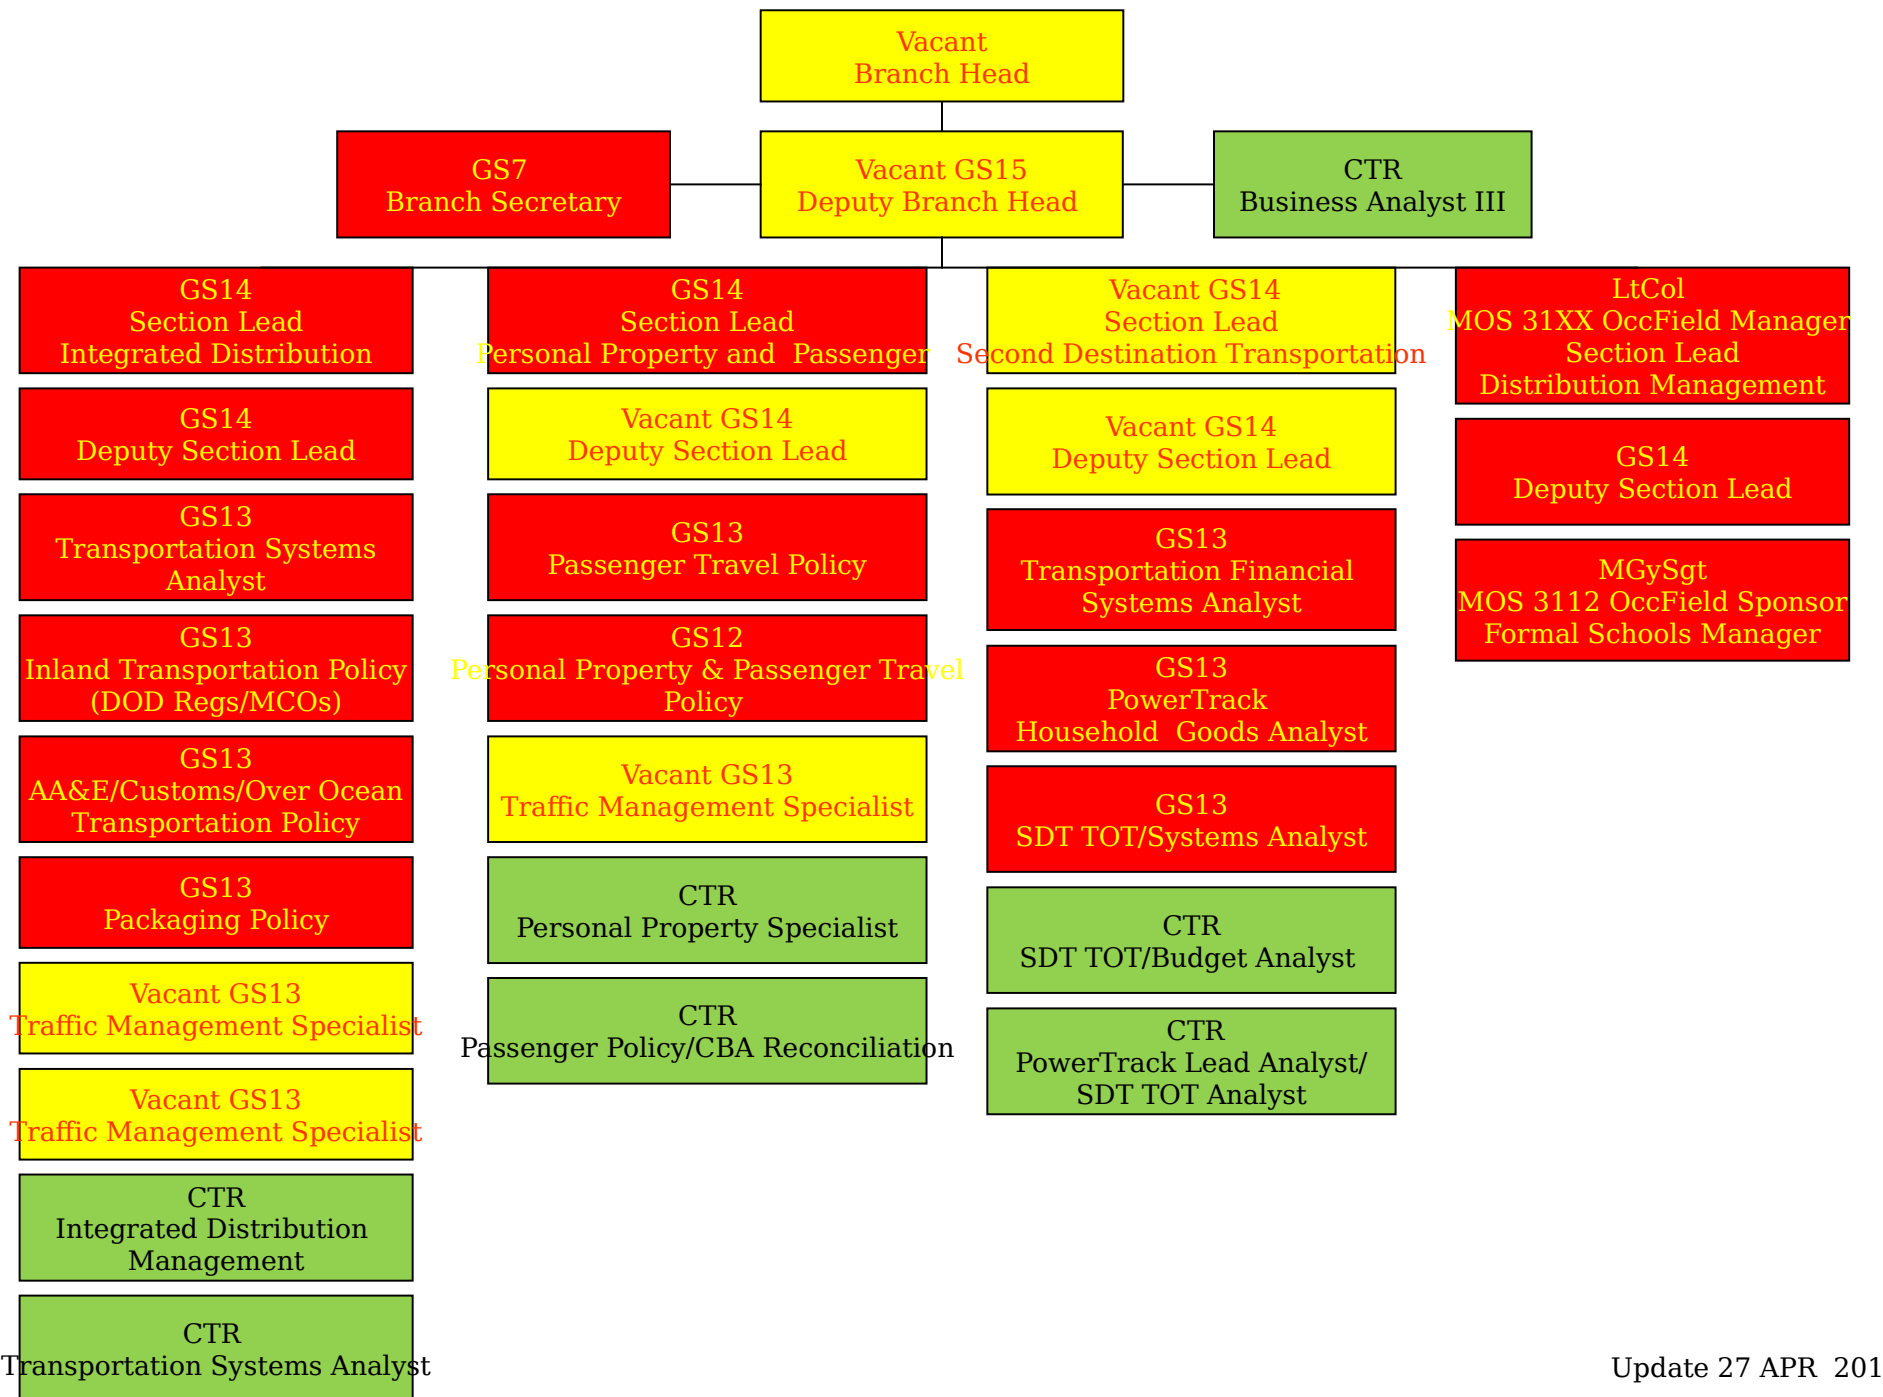 Vacant
Branch Head
GS7
Branch Secretary
Vacant GS15
Deputy Branch Head
CTR
Business Analyst III
GS14
Section Lead
Integrated Distribution
GS14
Deputy Section Lead
GS13
Transportation Systems
Analyst
GS13
Inland Transportation Policy
(DOD Regs/MCOs)
GS13
AA&E/Customs/Over Ocean
Transportation Policy
GS13
Packaging Policy
Vacant GS13
Traffic Management Specialist
Vacant GS13
Traffic Management Specialist
CTR
Integrated Distribution
Management
CTR
Transportation Systems Analyst
GS14
Section Lead
Personal Property and Passenger
Vacant GS14
Deputy Section Lead
GS13
Passenger Travel Policy
GS12
Personal Property & Passenger Travel
Policy
Vacant GS13
Traffic Management Specialist
CTR
Personal Property Specialist
CTR
Passenger Policy/CBA Reconciliation
Vacant GS14
Section Lead
Second Destination Transportation
Vacant GS14
Deputy Section Lead
GS13
Transportation Financial
Systems Analyst
GS13
PowerTrack
Household Goods Analyst
GS13
SDT TOT/Systems Analyst
CTR
SDT TOT/Budget Analyst
CTR
PowerTrack Lead Analyst/
SDT TOT Analyst
LtCol
MOS 31XX OccField Manager
Section Lead
Distribution Management
GS14
Deputy Section Lead
MGySgt
MOS 3112 OccField Sponsor
Formal Schools Manager
Update 27 APR 201